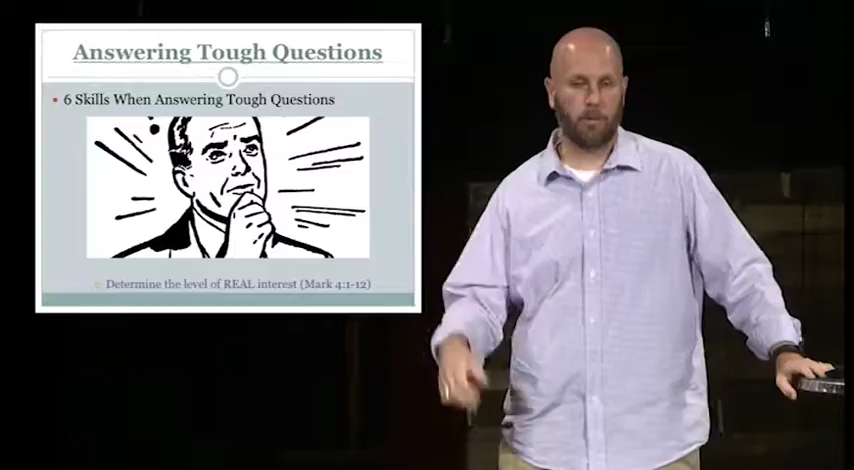 Answering Tough Questions
6 Skills When Answering Tough Questions
Determine the level of REAL interest (Mark 4:1-12)